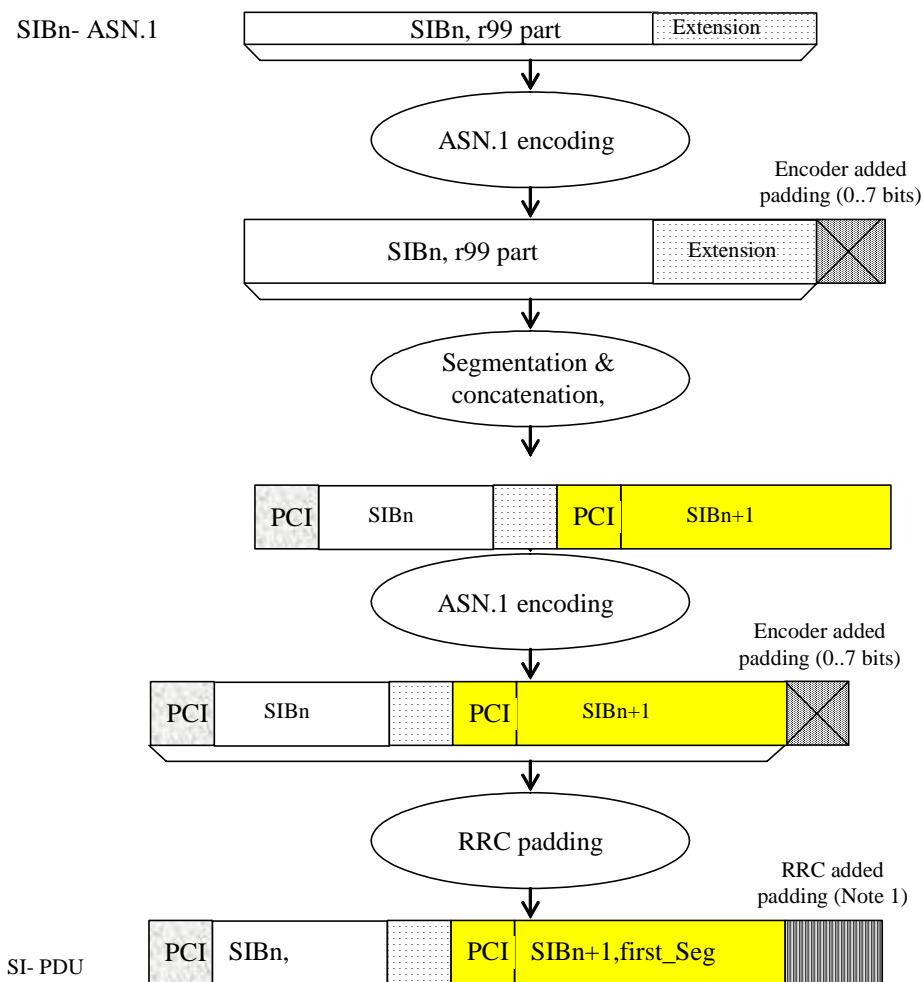 SIBn- ASN.1
SIBn, r99 part
Extension
ASN.1 encoding
Encoder added
padding (0..7 bits)
SIBn, r99 part
Extension
Segmentation &
concatenation,
PCI
SIBn
PCI
SIBn+1
ASN.1 encoding
Encoder added
padding (0..7 bits)
PCI
SIBn
PCI
SIBn+1
RRC padding
RRC added
padding (Note 1)
SI- PDU
PCI
SIBn,
PCI
SIBn+1,first_Seg